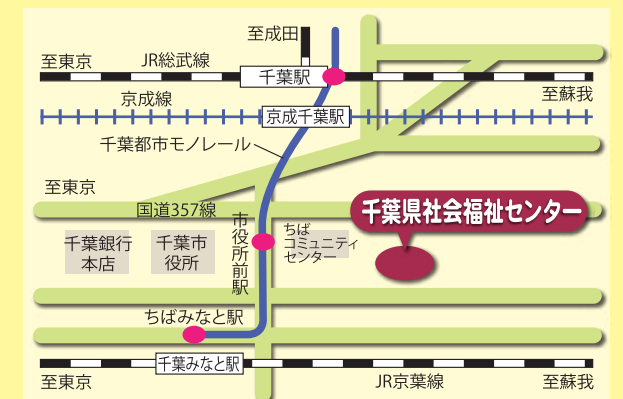 至成田
至東京
JR総武線
千葉駅
至蘇我
京成線
京成千葉駅
千葉都市モノレール
至東京
国道357線
千葉県社会福祉センター
市役所前駅
ちば
コミュニティ
センター
千葉銀行
本店
千葉市
役所
ちばみなと駅
千葉みなと駅
至東京
JR京葉線
至蘇我